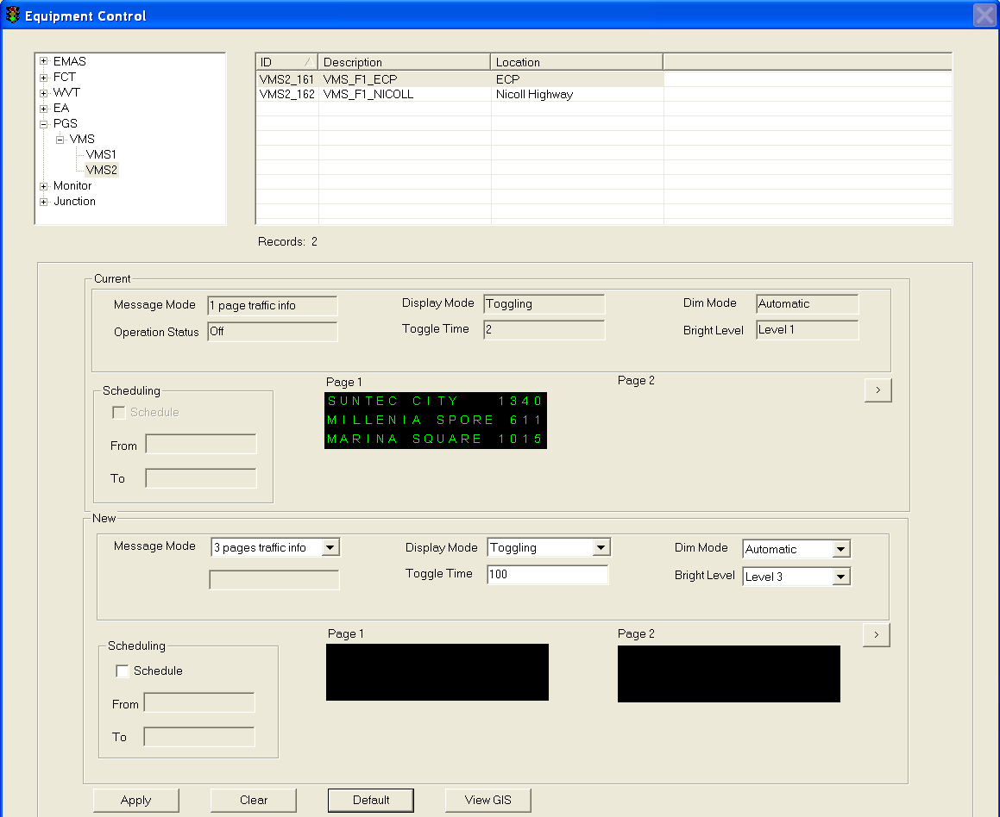 Equipment Control
EMAS
FCT
WVT
EA
PGS
VMS
VMS1
VMS2
Monitor
Junction
ID Description Location
VMS2_161 VMS_F1_ECP ECP
VMS2_162 VMS_F1_NICOLL Nicoll Highway
Records: 2
Current
Message Mode 1 page traffic info Display Mode Toggling Dim Mode Automatic
Operation Status Off Toggle Time 2 Bright Level Level 1
Page 1 Page 2
>
Scheduling
Schedule
From
To
SUNTEC CITY 1340
MILLENIA SPORE 611
MARINA SQUARE 1015
New
Message Mode 3 pages traffic info Display Mode Toggling Dim Mode Automatic
Toggle Time 100 Bright Level Level 3
Page 1 Page 2
>
Scheduling
Schedule
From
To
Apply Clear Default View GIS